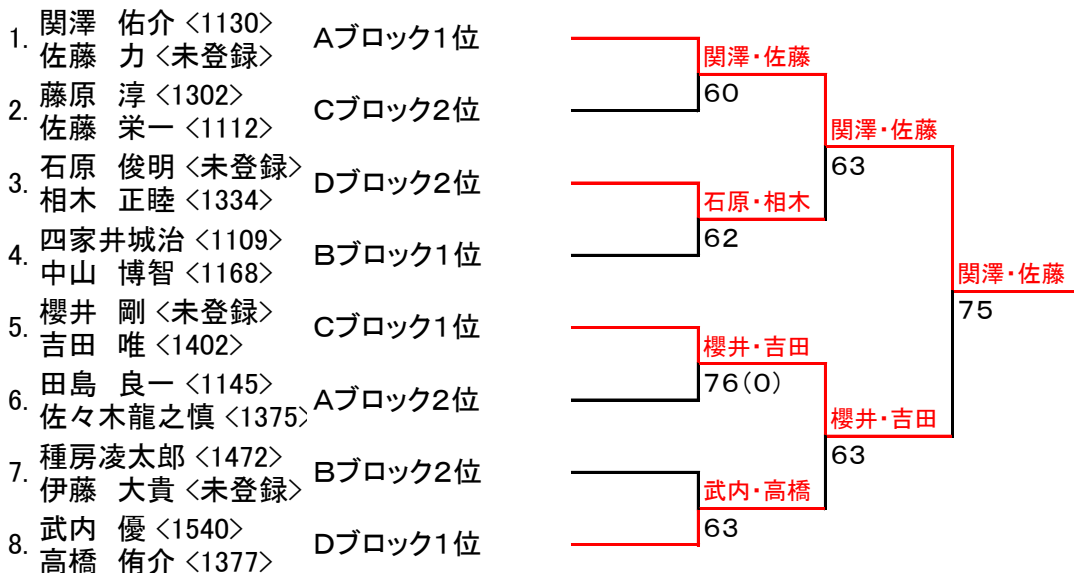 1. 関澤 佑介 <1130>
佐藤 力 <未登録>
Aブロック1位
2. 藤原 淳 <1302>
佐藤 栄一 <1112>
Cブロック2位
3. 石原 俊明 <未登録>
相木 正睦 <1334>
Dブロック2位
4. 四家井城治 <1109>
中山 博智 <1168>
Bブロック1位
5. 櫻井 剛 <未登録>
吉田 唯 <1402>
Cブロック1位
6. 田島 良一 <1145>
佐々木龍之慎 <1375>
Aブロック2位
7. 種房凌太郎 <1472>
伊藤 大貴 <未登録>
Bブロック2位
8. 武内 優 <1540>
高橋 侑介 <1377>
Dブロック1位
関澤・佐藤
60
石原・相木
62
櫻井・吉田
76(0)
武内・高橋
63
関澤・佐藤
63
櫻井・吉田
63
関澤・佐藤
75